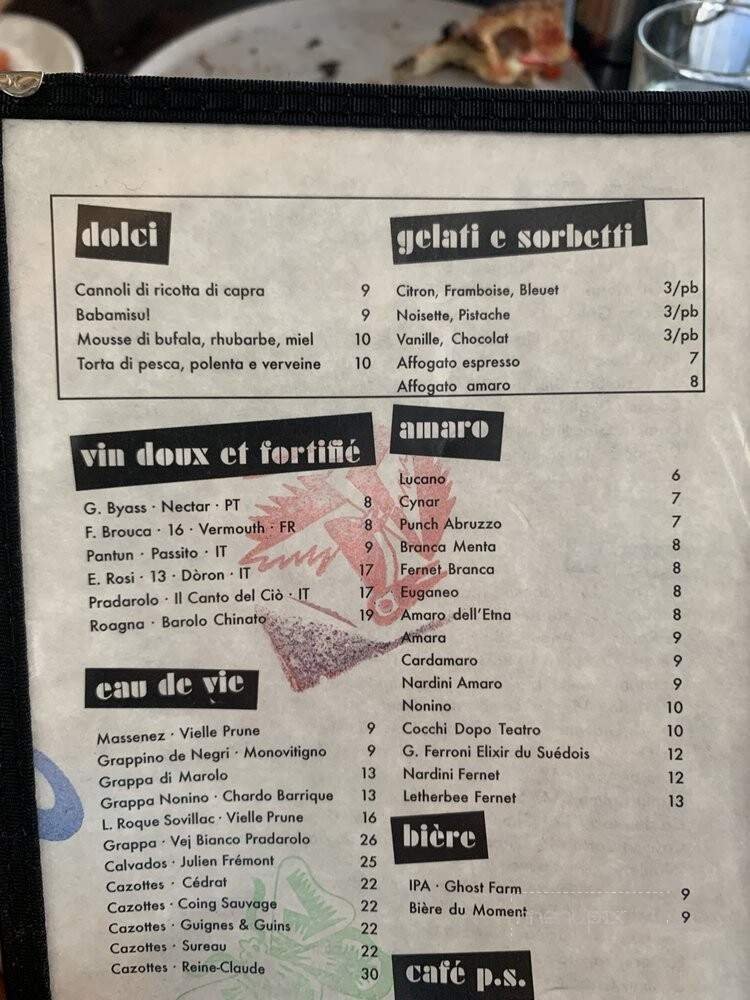 dolci
Cannoli di ricotta di capra 9
Babamisu! 9
Mousse di bufala, rhubarbe, miel 10
Torta di pesca, polenta e verveine 10
gelati e sorbetti
Citron, Framboise, Bleuet 3/pb
Noisette, Pistache 3/pb
Vanille, Chocolat 3/pb
Affogato espresso 7
Affogato amaro 8
vin doux et fortifié
G. Byass · Nectar · PT 8
F. Brouca · 16 · Vermouth · FR 8
Pantun · Passito · IT 9
E. Rosi · 13 · Dòron · IT 17
Pradarolo · Il Canto del Ciò · IT 17
Roagna · Barolo Chinato 19
eau de vie
Massenez · Vielle Prune 9
Grappino de Negri · Monovitigno 9
Grappa di Marolo 13
Grappa Nonino · Chardo Barrique 13
L. Roque Sovillac · Vielle Prune 16
Grappa · Vej Bianco Pradarolo 26
Calvados · Julien Frémont 25
Cazottes · Cédrat 22
Cazottes · Coing Sauvage 22
Cazottes · Guignes & Guins 22
Cazottes · Sureau 22
Cazottes · Reine-Claude 30
amaro
Lucano 6
Cynar 7
Punch Abruzzo 7
Branca Menta 8
Fernet Branca 8
Euganeo 8
Amaro dell'Etna 8
Amara 9
Cardamaro 9
Nardini Amaro 9
Nonino 10
Cocchi Dopo Teatro 10
G. Ferroni Elixir du Suédois 12
Nardini Fernet 12
Letherbee Fernet 13
bière
IPA · Ghost Farm 9
Bière du Moment 9
café p.s.